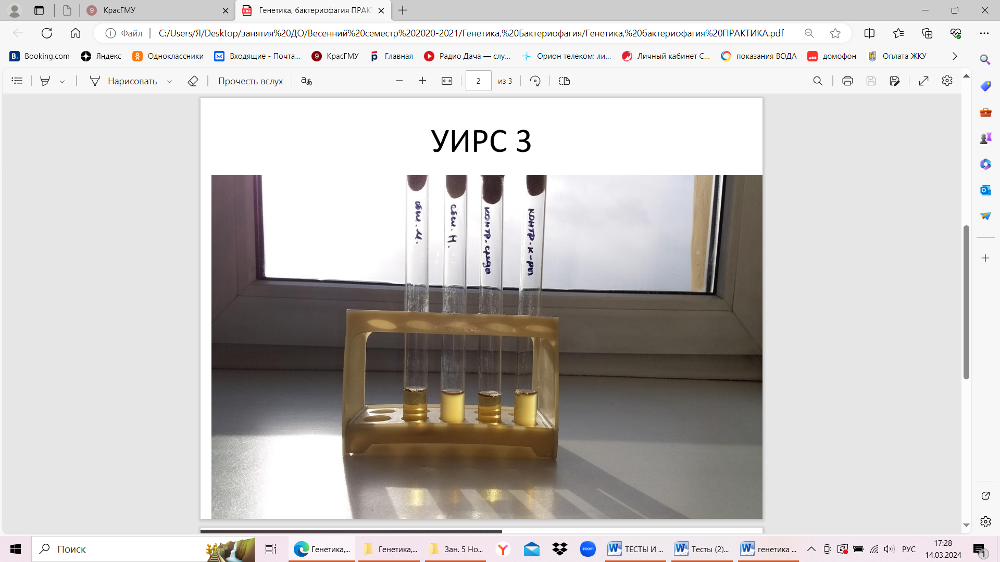 КрасГМУ
Генетика, бактериофагия ПРАКТ
Файл
C:/Users/Я/Desktop/занятия%20ДО/Весенний%20семестр%202020-2021/Генетика,%20Бактериофагия/Генетика,%20бактериофагия%20ПРАКТИКА.pdf
Booking.com
Яндекс
Одноклассники
Входящие - Почта...
КрасГМУ
Главная
Радио Дача — слу...
Орион телеком: ли...
Личный кабинет С...
показания ВОДА
домофон
Оплата ЖКУ
Нарисовать
Прочесть вслух
2 из 3
УИРС 3
контр. среды
контр. к-ры
Поиск
Генетика,...
Генетика,...
Зан. 5 Но...
zoom
ТЕСТЫ И ...
Тесты (2)...
генетика ...
РУС
17:28
14.03.2024
1